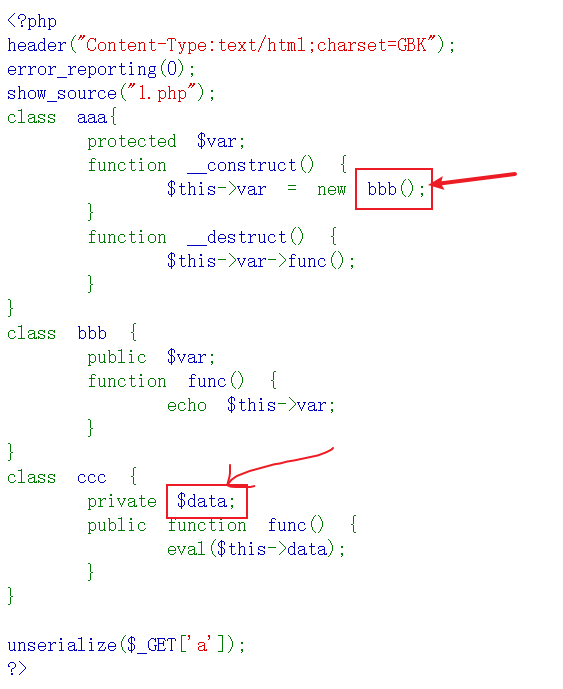 <?php
header("Content-Type:text/html;charset=GBK");
error_reporting(0);
show_source("1.php");
class aaa{
protected $var;
function __construct() {
$this->var = new bbb();
}
function __destruct() {
$this->var->func();
}
}
class bbb {
public $var;
function func() {
echo $this->var;
}
}
class ccc {
private $data;
public function func() {
eval($this->data);
}
}
unserialize($_GET['a']);
?>